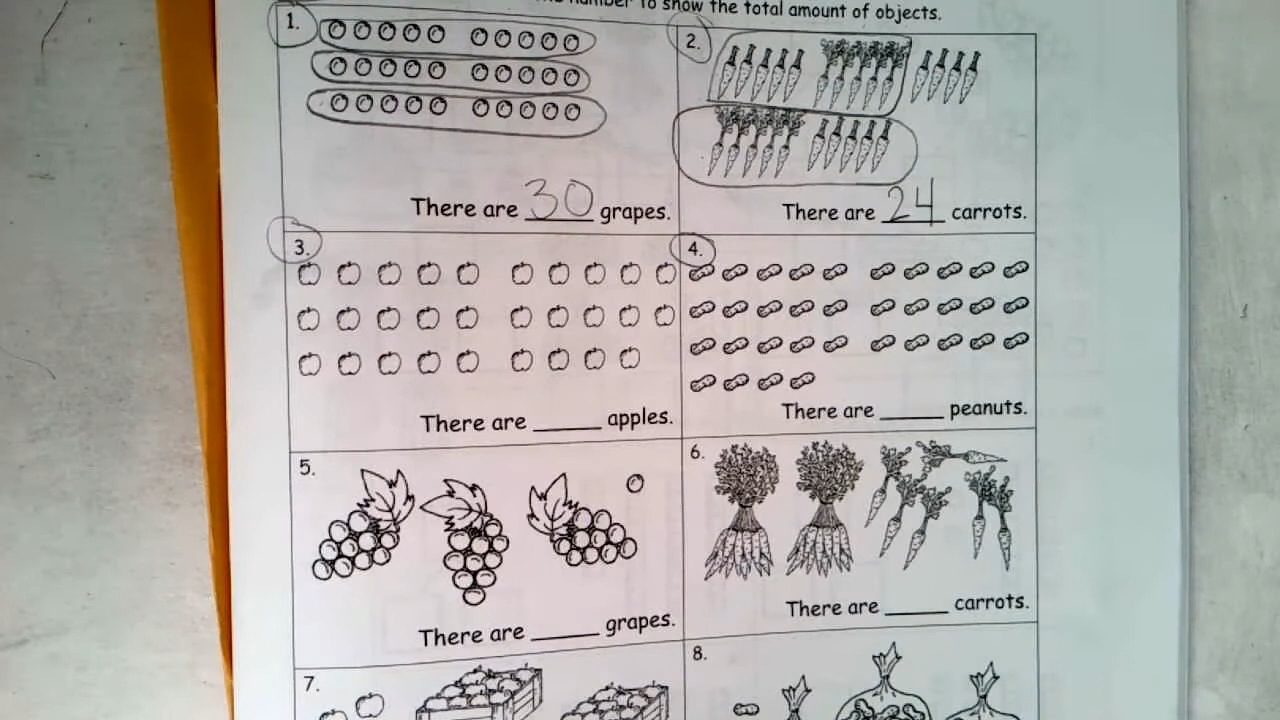 number to show the total amount of objects.
1.
There are 30 grapes.
2.
There are 24 carrots.
3.
There are ______ apples.
4.
There are ______ peanuts.
5.
There are ______ grapes.
6.
There are ______ carrots.
7.
8.